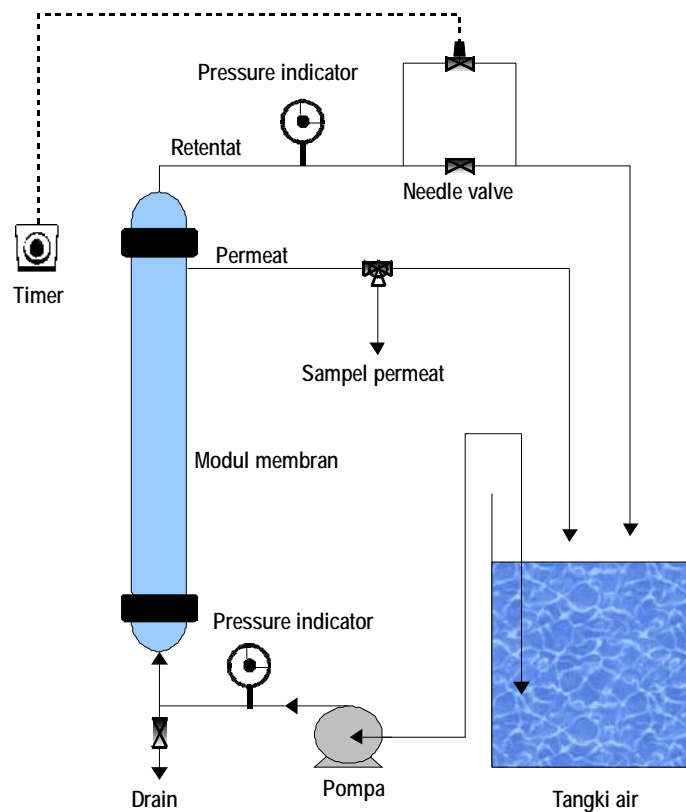 Pressure indicator
Retentat
Needle valve
Permeat
Timer
Sampel permeat
Modul membran
Pressure indicator
Drain
Pompa
Tangki air